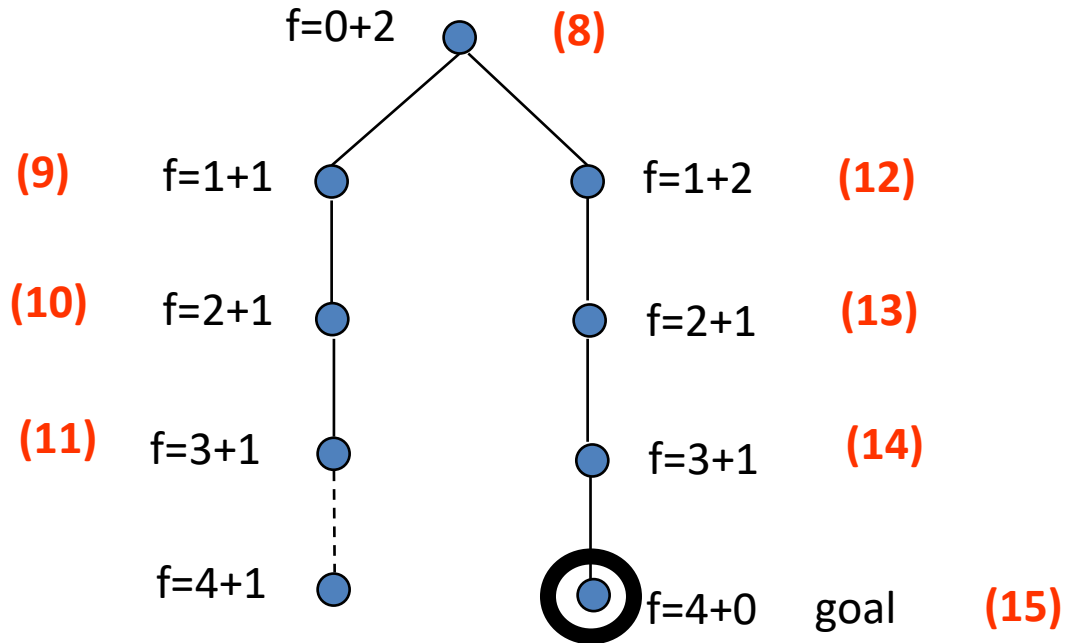 f=0+2 (8)
(9) f=1+1 f=1+2 (12)
(10) f=2+1 f=2+1 (13)
(11) f=3+1 f=3+1 (14)
f=4+1 f=4+0 goal (15)